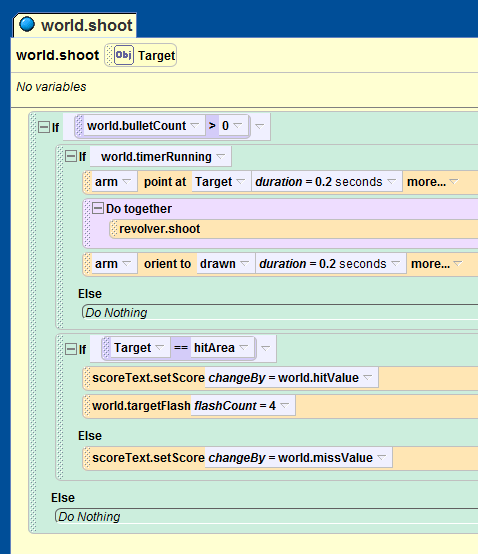 world.shoot
world.shoot Obj Target
No variables
If world.bulletCount > 0
If world.timerRunning
arm point at Target duration = 0.2 seconds more...
Do together
revolver.shoot
arm orient to drawn duration = 0.2 seconds more...
Else
Do Nothing
If Target == hitArea
scoreText.setScore changeBy = world.hitValue
world.targetFlash flashCount = 4
Else
scoreText.setScore changeBy = world.missValue
Else
Do Nothing